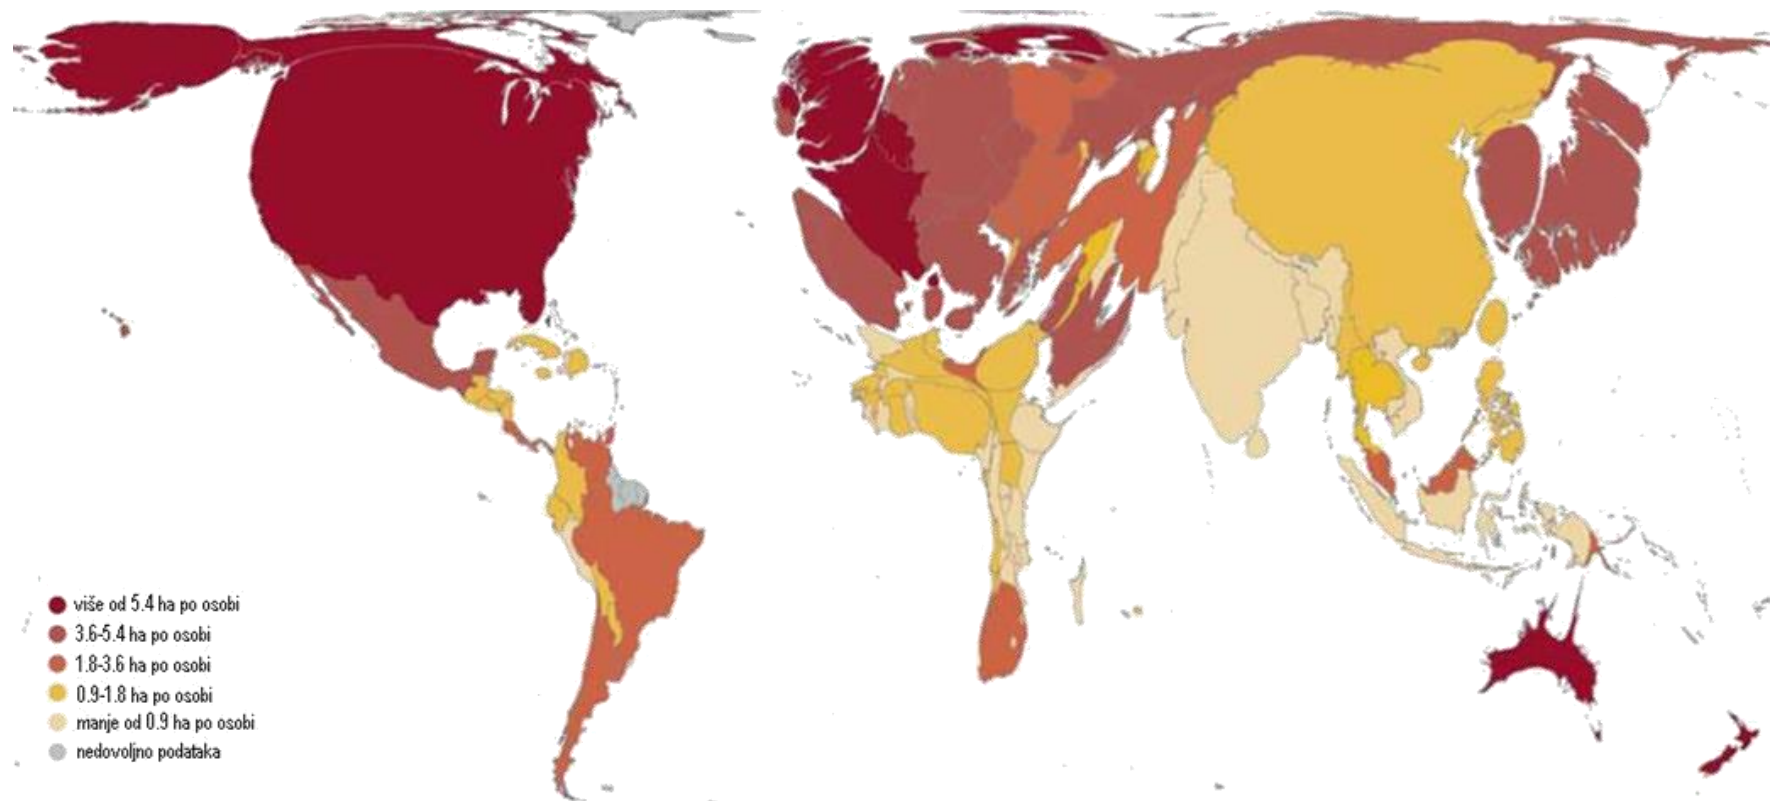 više od 5.4 ha po osobi
3.6-5.4 ha po osobi
1.8-3.6 ha po osobi
0.9-1.8 ha po osobi
manje od 0.9 ha po osobi
nedovoljno podataka